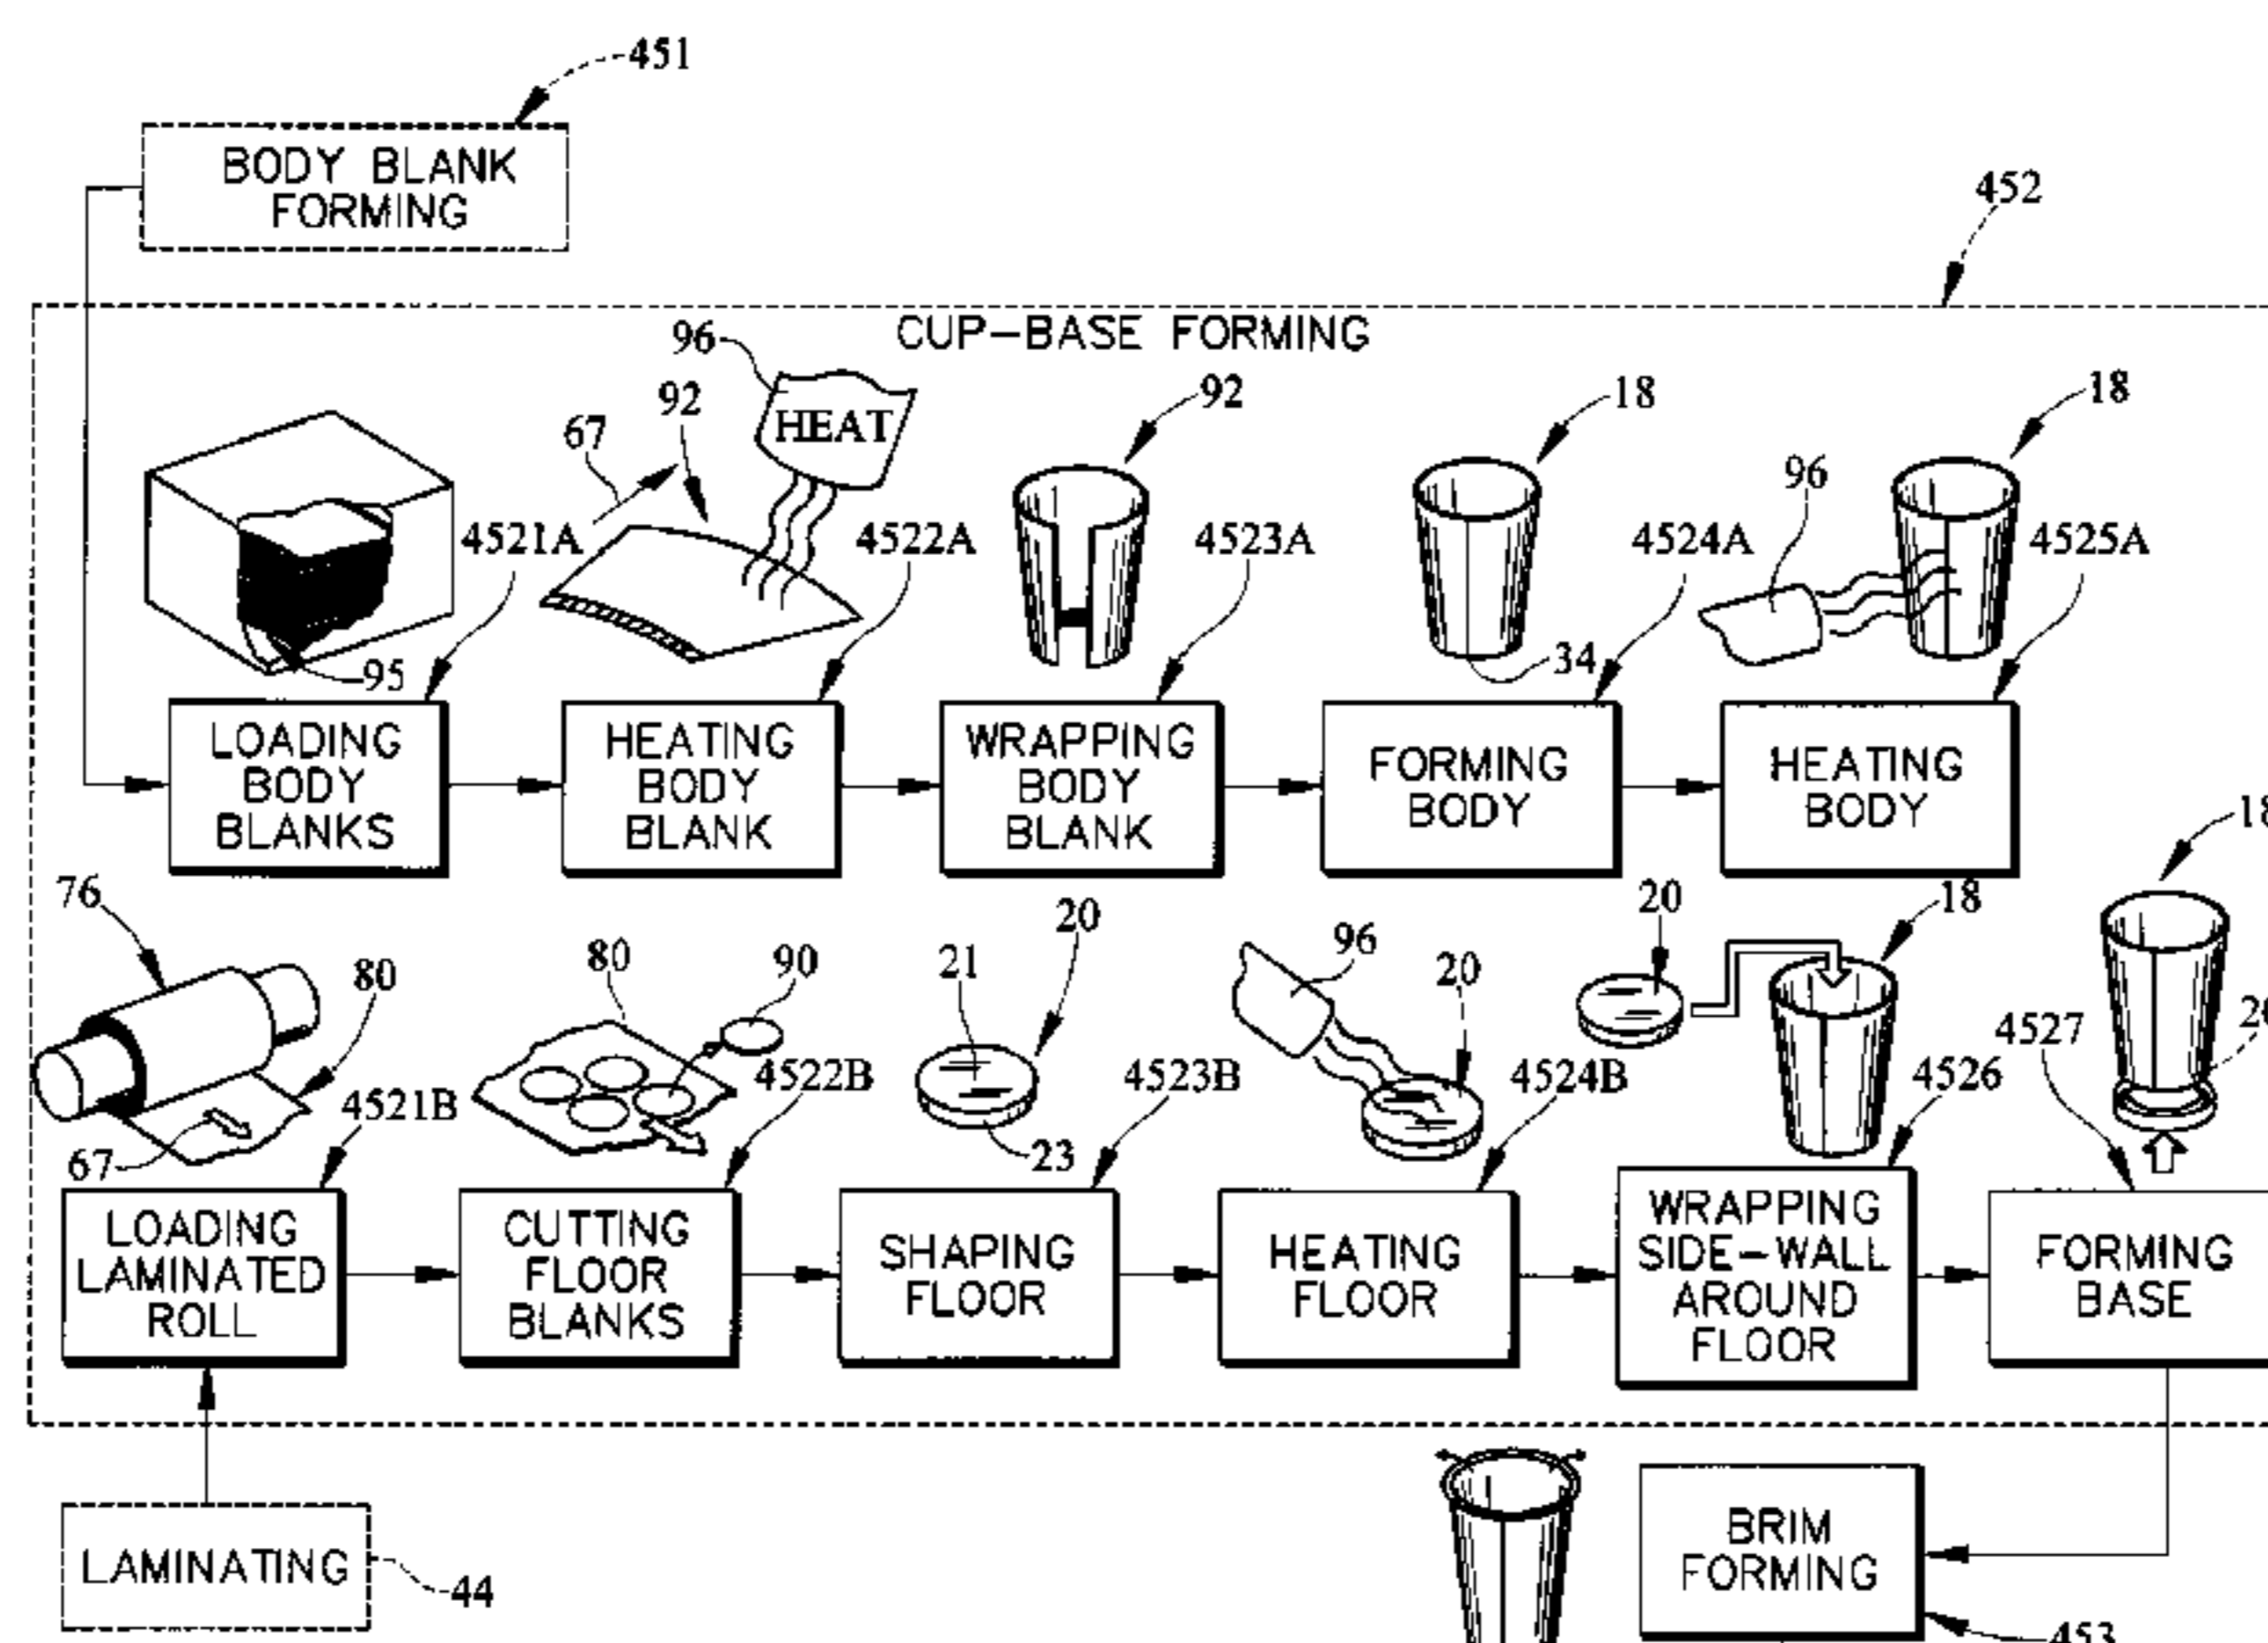 451
BODY BLANK
FORMING
452
CUP-BASE FORMING
96
HEAT
67
92
92
18
96
18
4521A
4522A
4523A
4524A
4525A
95
34
LOADING
BODY
BLANKS
HEATING
BODY
BLANK
WRAPPING
BODY
BLANK
FORMING
BODY
HEATING
BODY
76
80
67
80
90
21
20
23
96
20
20
18
18
4521B
4522B
4523B
4524B
4526
4527
LOADING
LAMINATED
ROLL
CUTTING
FLOOR
BLANKS
SHAPING
FLOOR
HEATING
FLOOR
WRAPPING
SIDE-WALL
AROUND
FLOOR
FORMING
BASE
LAMINATING
44
BRIM
FORMING
453